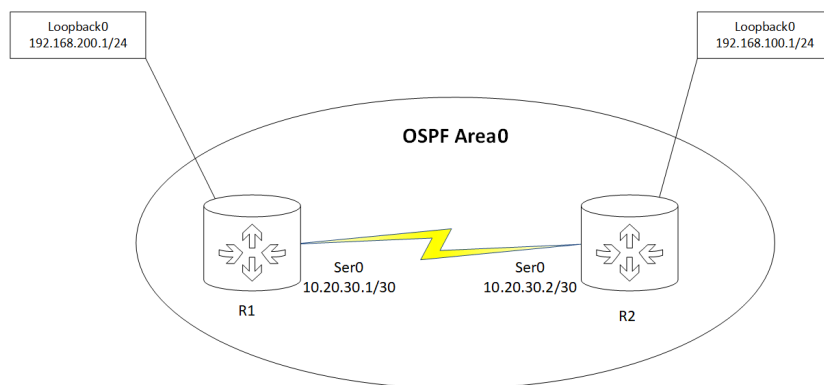 Loopback0
192.168.200.1/24
Loopback0
192.168.100.1/24
OSPF Area0
Ser0
10.20.30.1/30
Ser0
10.20.30.2/30
R1
R2